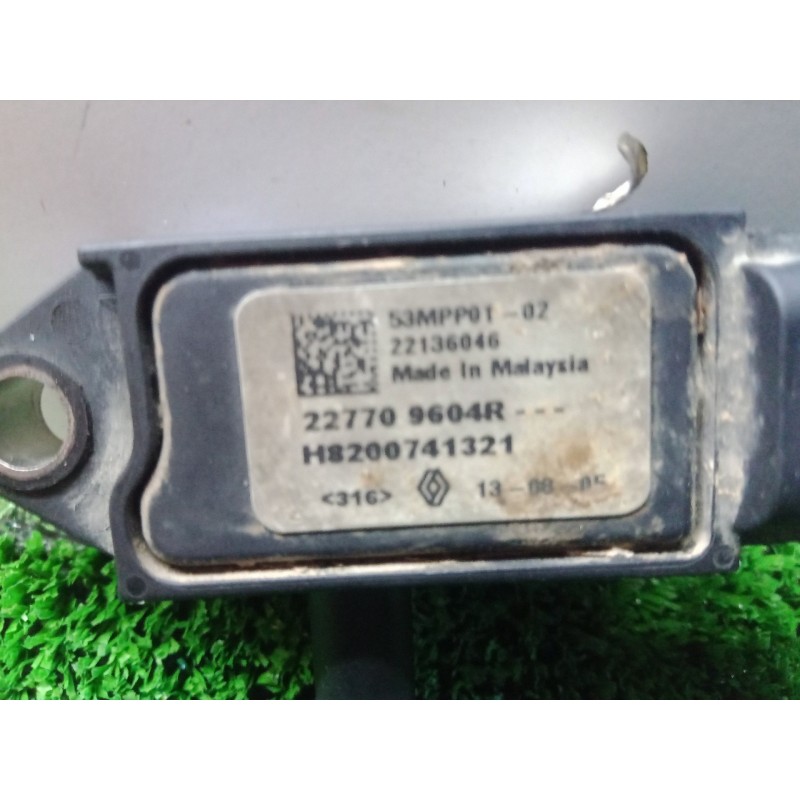 53MPP01-02
22136046
Made in Malaysia
22770 9604R ---
H8200741321
<316> 13-08-05